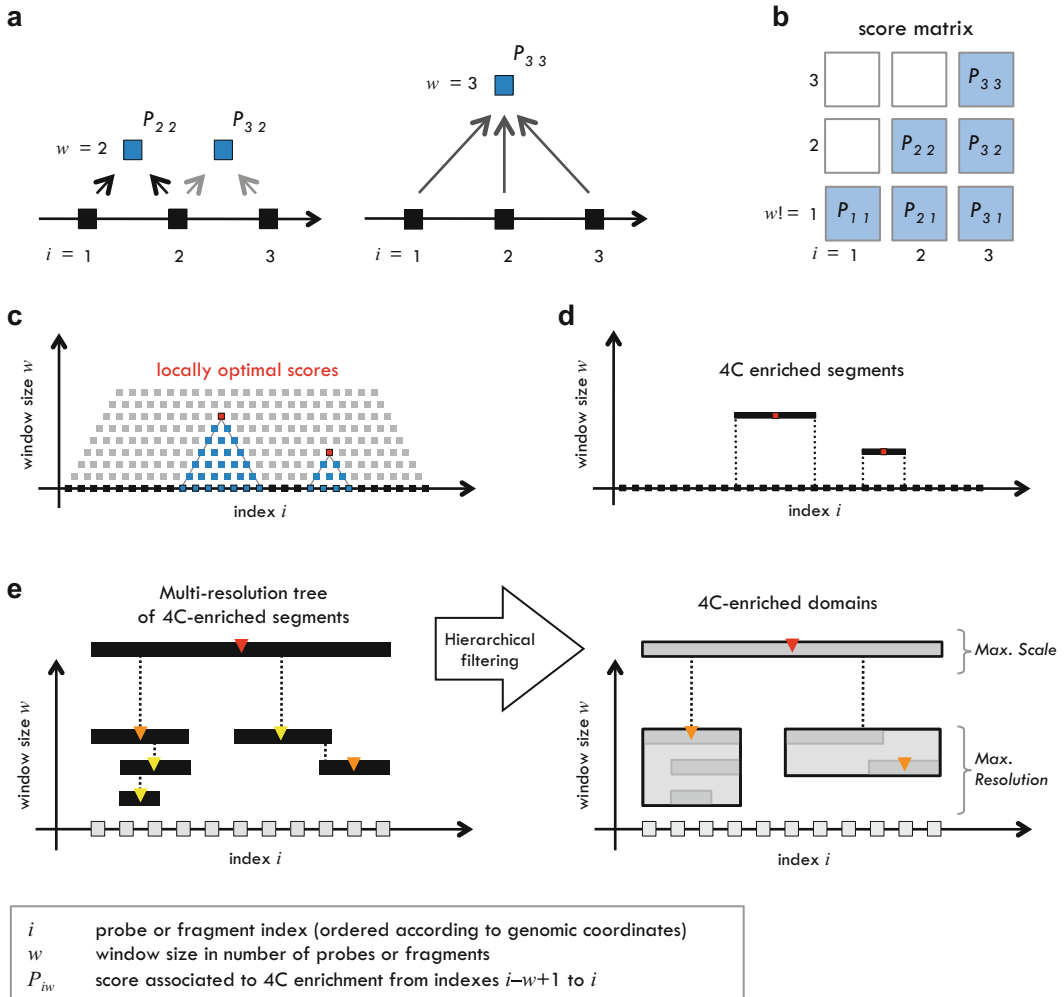 a
P3 3
w = 3
P2 2
P3 2
w = 2
i = 1
2
3
i = 1
2
3
b
score matrix
3
P3 3
2
P2 2
P3 2
w! = 1
P1 1
P2 1
P3 1
i = 1
2
3
c
window size w
locally optimal scores
index i
d
window size w
4C enriched segments
index i
e
Multi-resolution tree
of 4C-enriched segments
window size w
index i
Hierarchical
filtering
4C-enriched domains
Max. Scale
Max.
Resolution
window size w
index i
i probe or fragment index (ordered according to genomic coordinates)
w window size in number of probes or fragments
Piw score associated to 4C enrichment from indexes i–w+1 to i